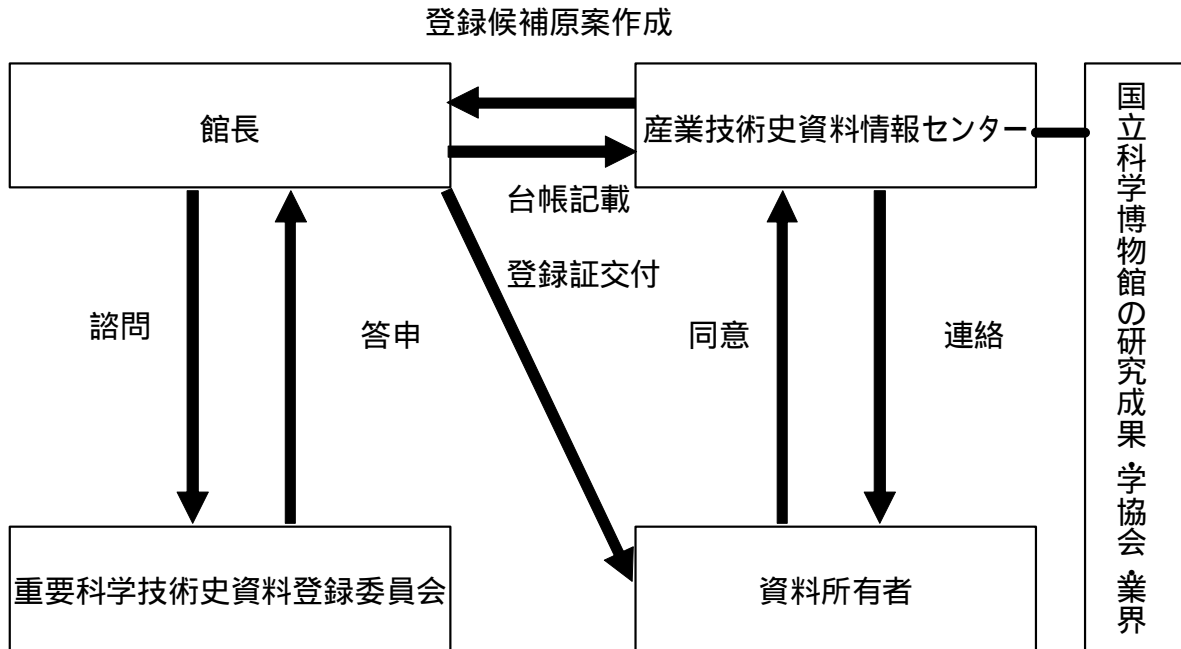 登録候補原案作成
館長
産業技術史資料情報センター
台帳記載
登録証交付
諮問
答申
同意
連絡
重要科学技術史資料登録委員会
資料所有者
国立科学博物館の研究成果・学協会・業界